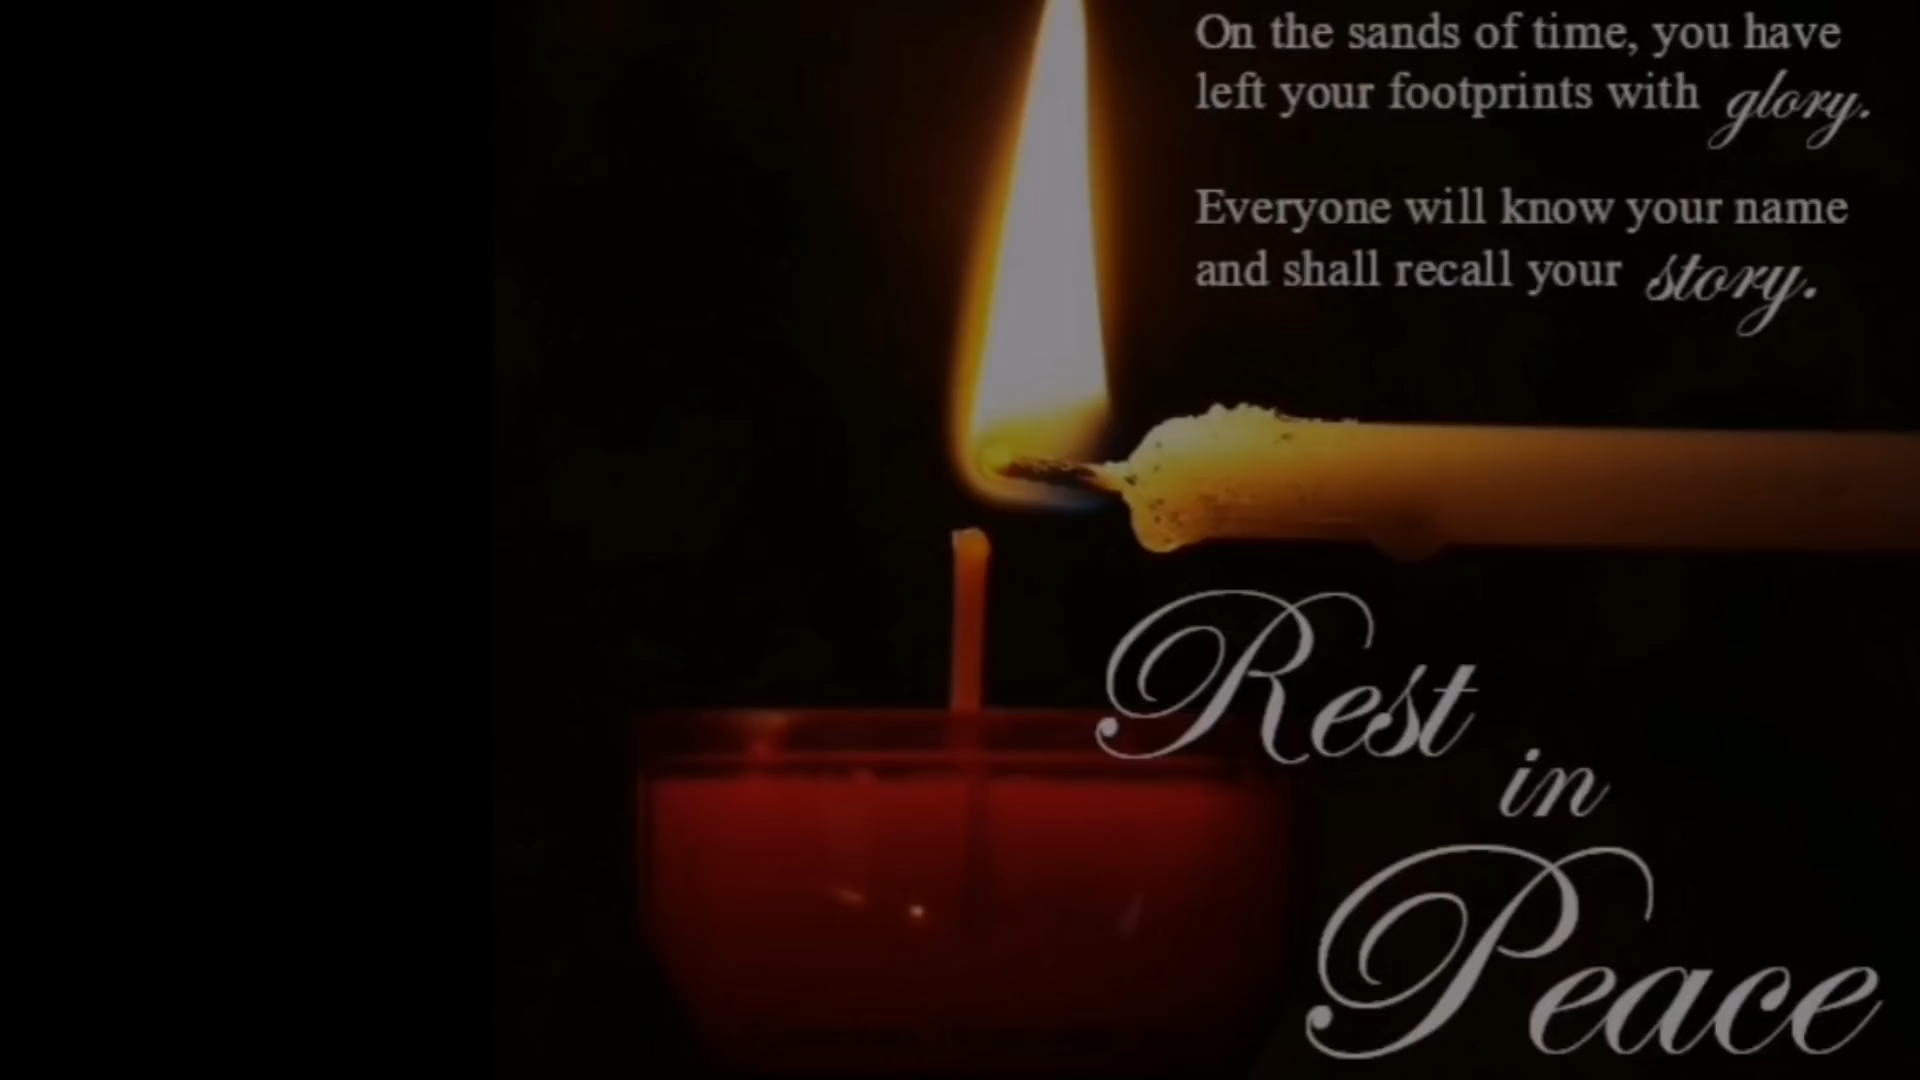 On the sands of time, you have
left your footprints with glory.
Everyone will know your name
and shall recall your story.
Rest
in
Peace